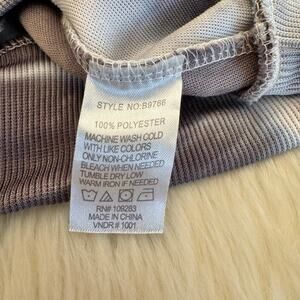 STYLE NO:B9766
100% POLYESTER
MACHINE WASH COLD
WITH LIKE COLORS
ONLY NON-CHLORINE
BLEACH WHEN NEEDED
TUMBLE DRY LOW
WARM IRON IF NEEDED
RN# 109283
MADE IN CHINA
VNDR # 1001